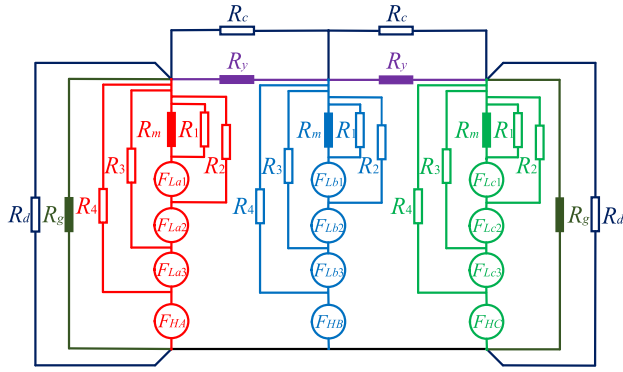 Rc Rc
Ry Ry
Rm R1 Rm R1 Rm R1
R3 R2 R3 R2 R3 R2
FLa1 FLb1 FLc1
R4 R4 R4
Rd Rg FLa2 FLb2 FLc2 Rg Rd
FLa3 FLb3 FLc3
FHA FHB FHC